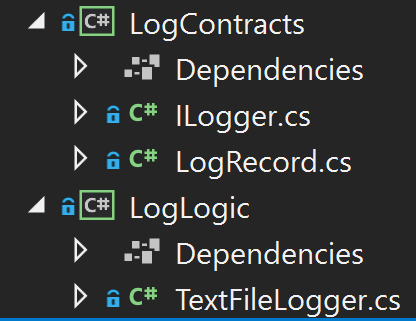 C# LogContracts
Dependencies
C# ILogger.cs
C# LogRecord.cs
C# LogLogic
Dependencies
C# TextFileLogger.cs